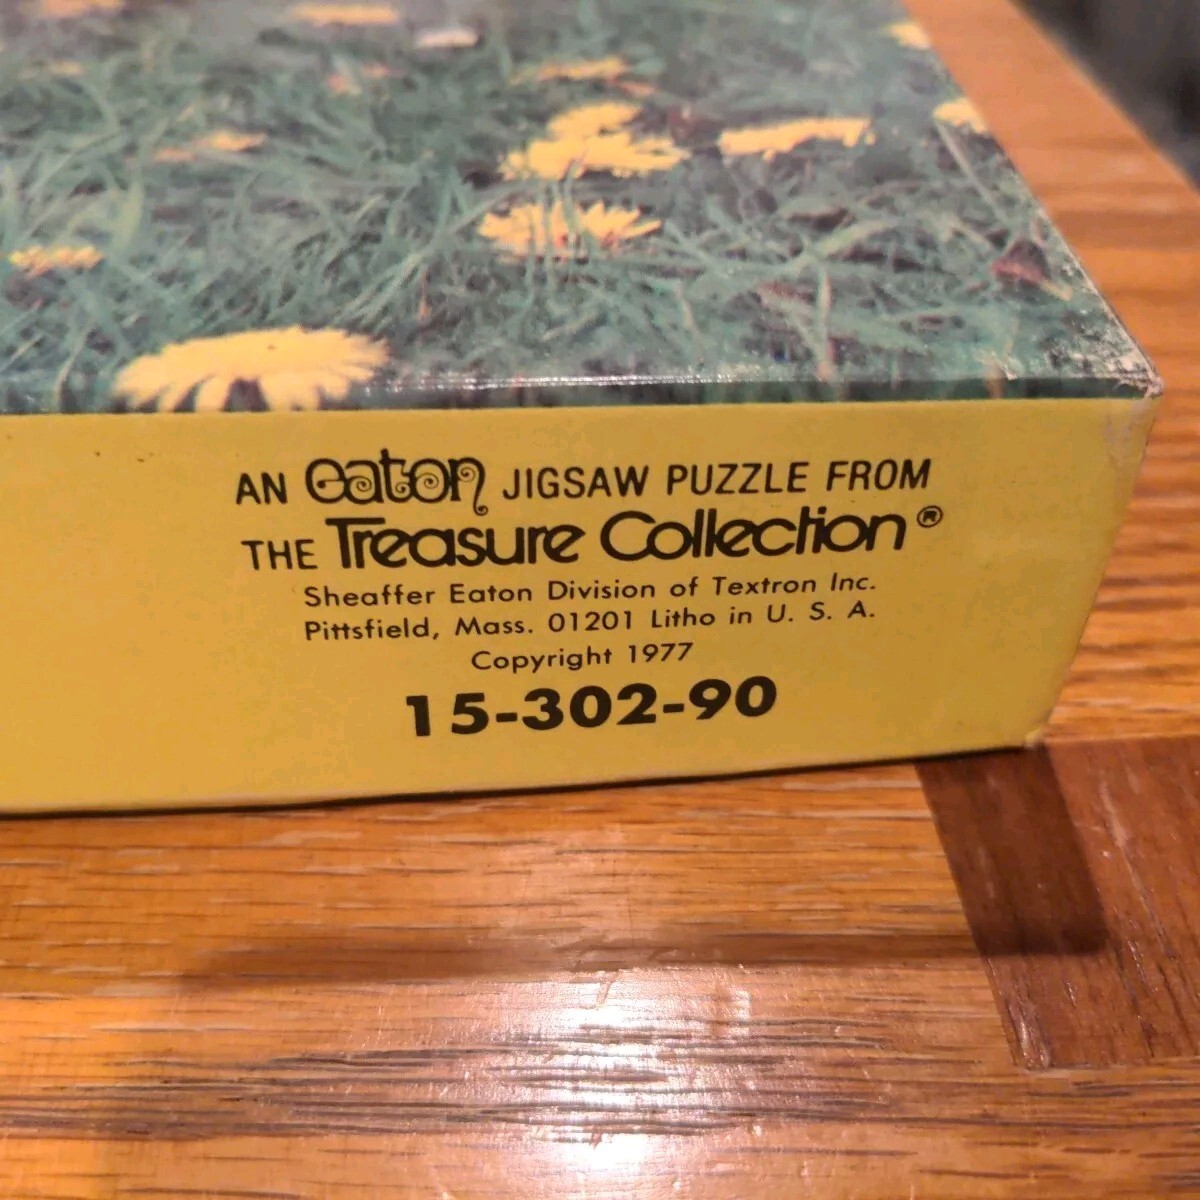 AN eaton JIGSAW PUZZLE FROM
THE Treasure Collection®
Sheaffer Eaton Division of Textron Inc.
Pittsfield, Mass. 01201 Litho in U. S. A.
Copyright 1977
15-302-90